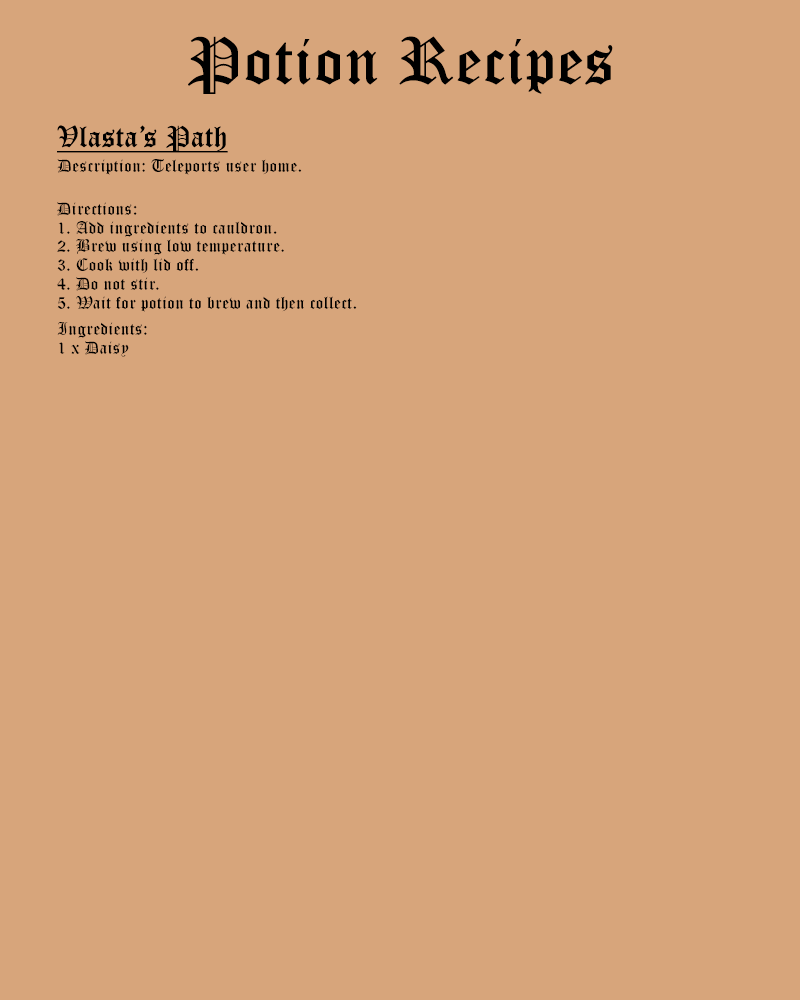 Potion Recipes
Vlasta's Path
Description: Teleports user home.
Directions:
1. Add ingredients to cauldron.
2. Brew using low temperature.
3. Cook with lid off.
4. Do not stir.
5. Wait for potion to brew and then collect.
Ingredients:
1 x Daisy